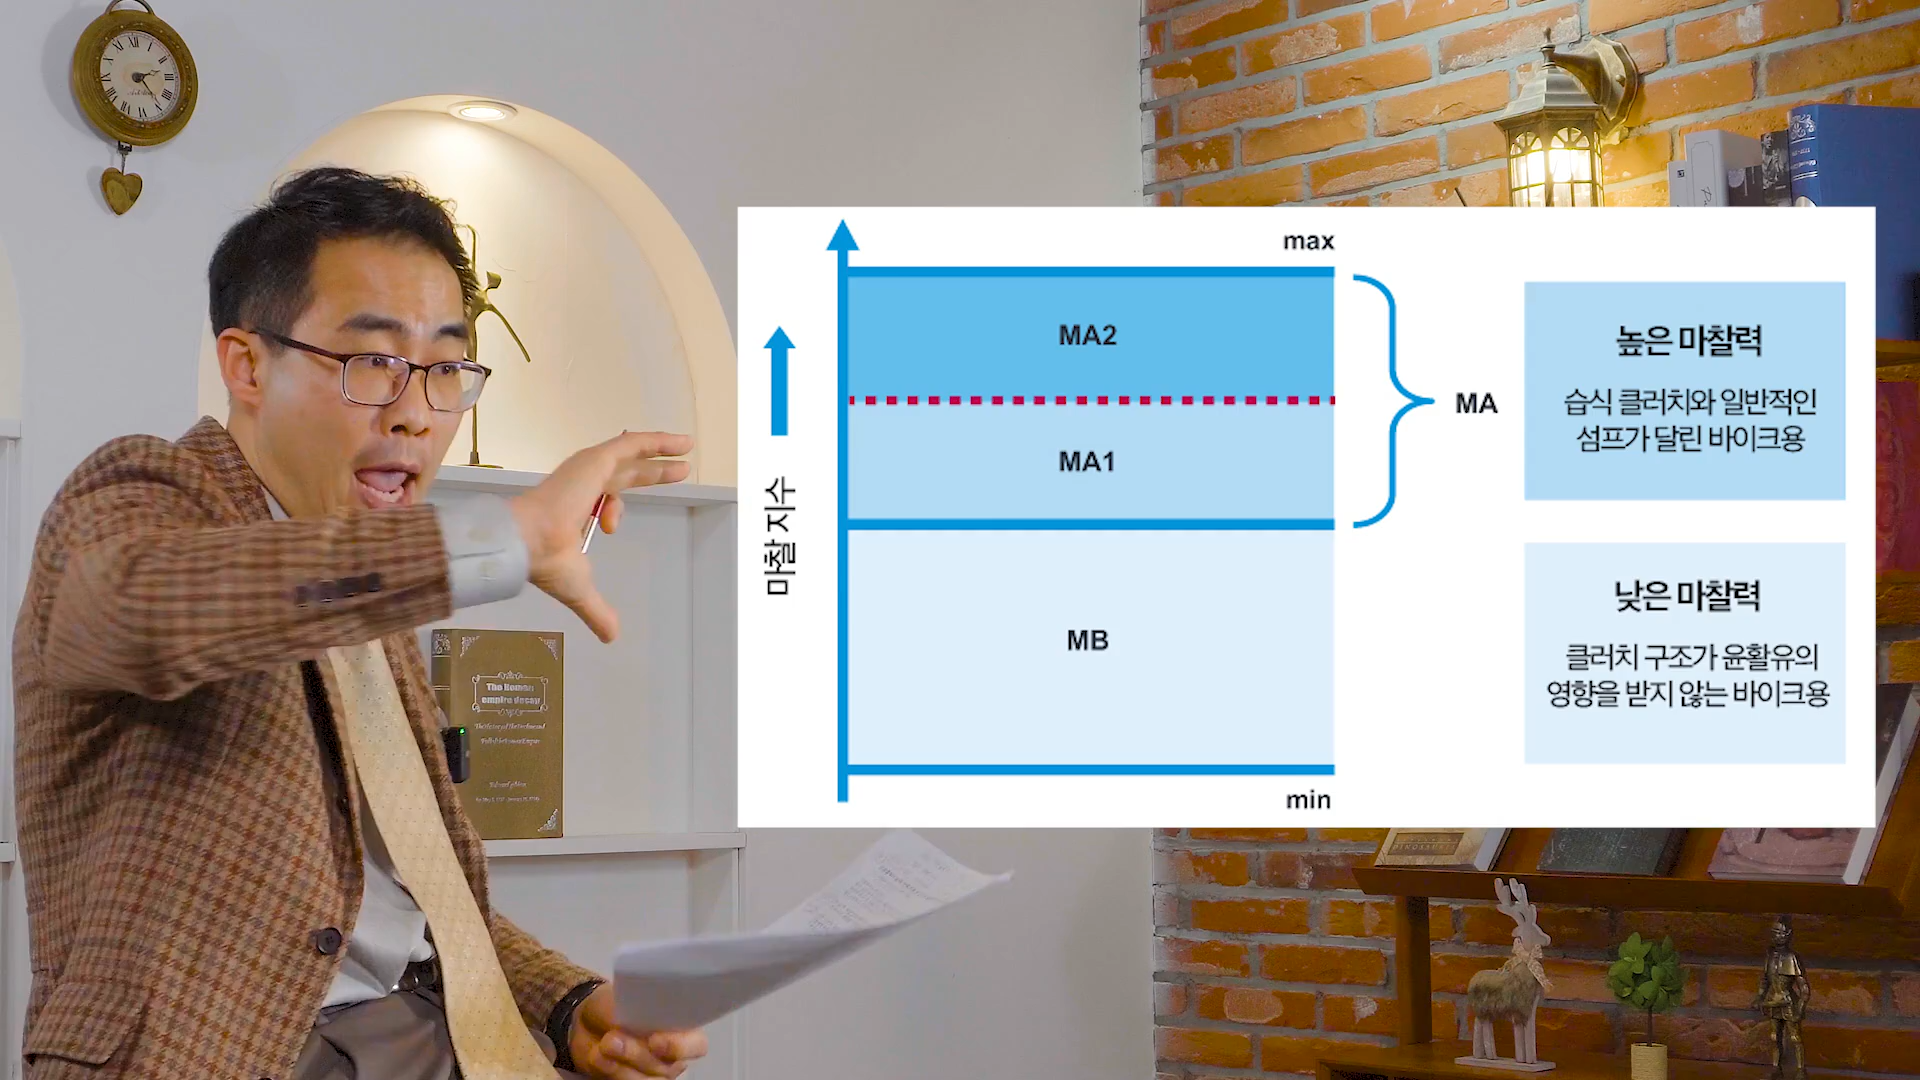 max
MA2
높은 마찰력
습식 클러치와 일반적인
섬프가 달린 바이크용
MA
MA1
마찰 지수
낮은 마찰력
클러치 구조가 윤활유의
영향을 받지 않는 바이크용
MB
min
The Roman
empire decay